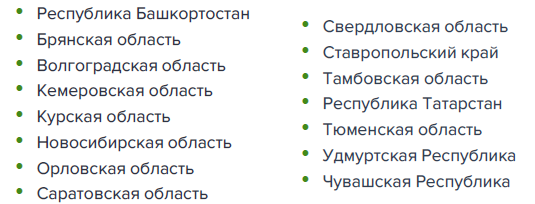 Республика Башкортостан
Брянская область
Волгоградская область
Кемеровская область
Курская область
Новосибирская область
Орловская область
Саратовская область
Свердловская область
Ставропольский край
Тамбовская область
Республика Татарстан
Тюменская область
Удмуртская Республика
Чувашская Республика